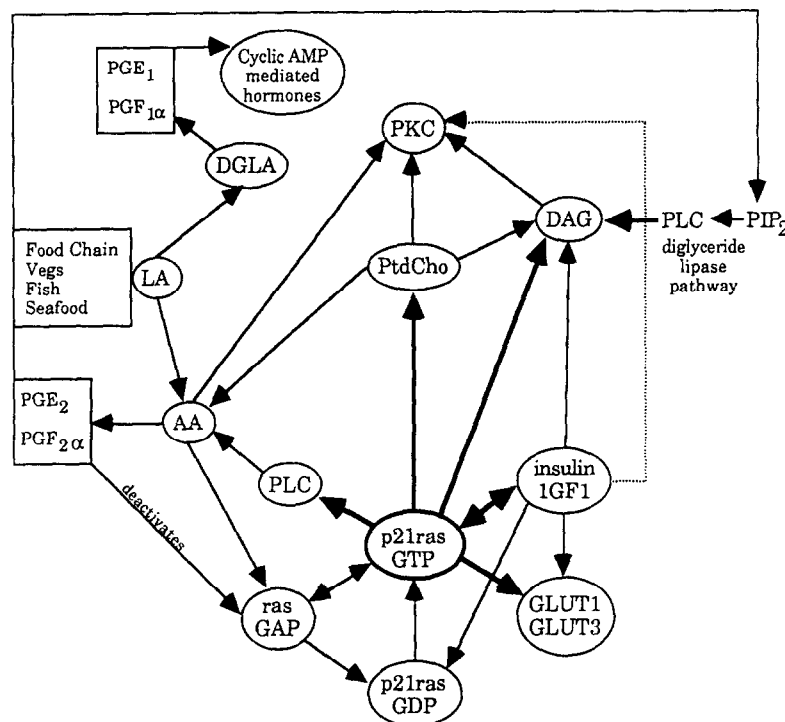 PGE1
PGF1α
Cyclic AMP
mediated
hormones
PKC
DGLA
DAG
PLC
PIP2
diglyceride
lipase
pathway
Food Chain
Vegs
Fish
Seafood
LA
PtdCho
PGE2
PGF2α
AA
deactivates
PLC
insulin
1GF1
p21ras
GTP
ras
GAP
GLUT1
GLUT3
p21ras
GDP